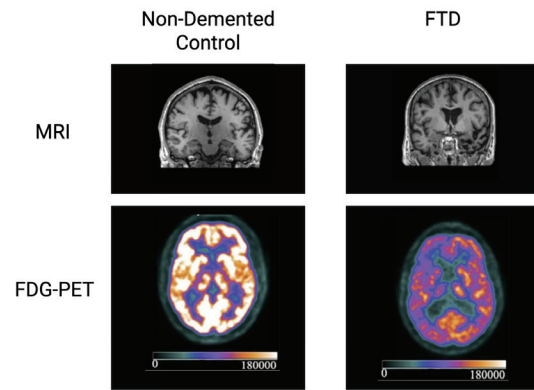 Non-Demented
Control
FTD
MRI
FDG-PET
0 180000
0 180000